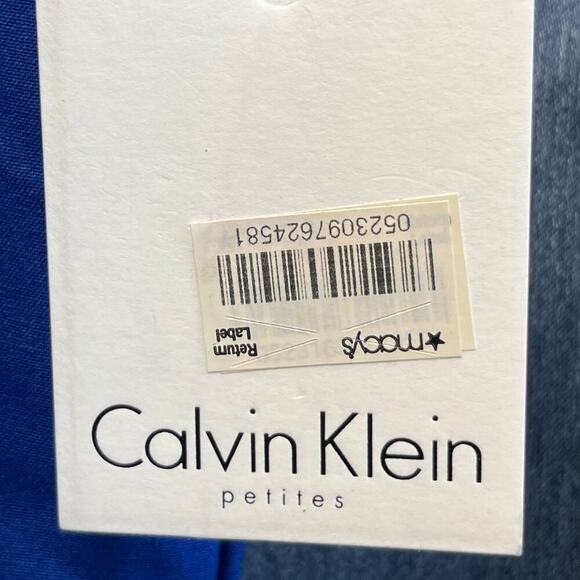 ★macy's Return
Label
0523097624581
Calvin Klein
petites